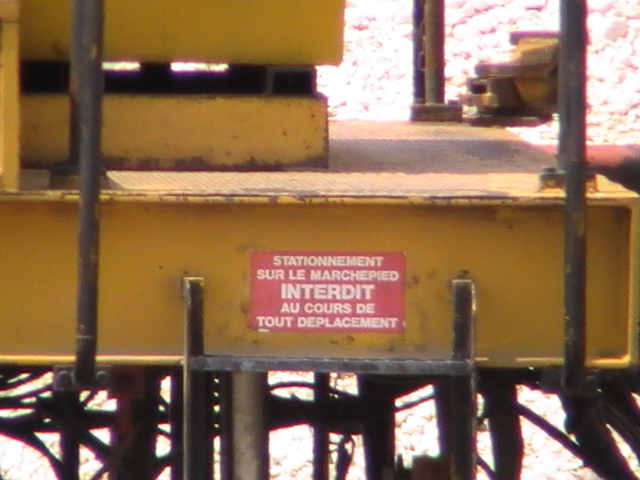 STATIONNEMENT
SUR LE MARCHEPIED
INTERDIT
AU COURS DE
TOUT DEPLACEMENT